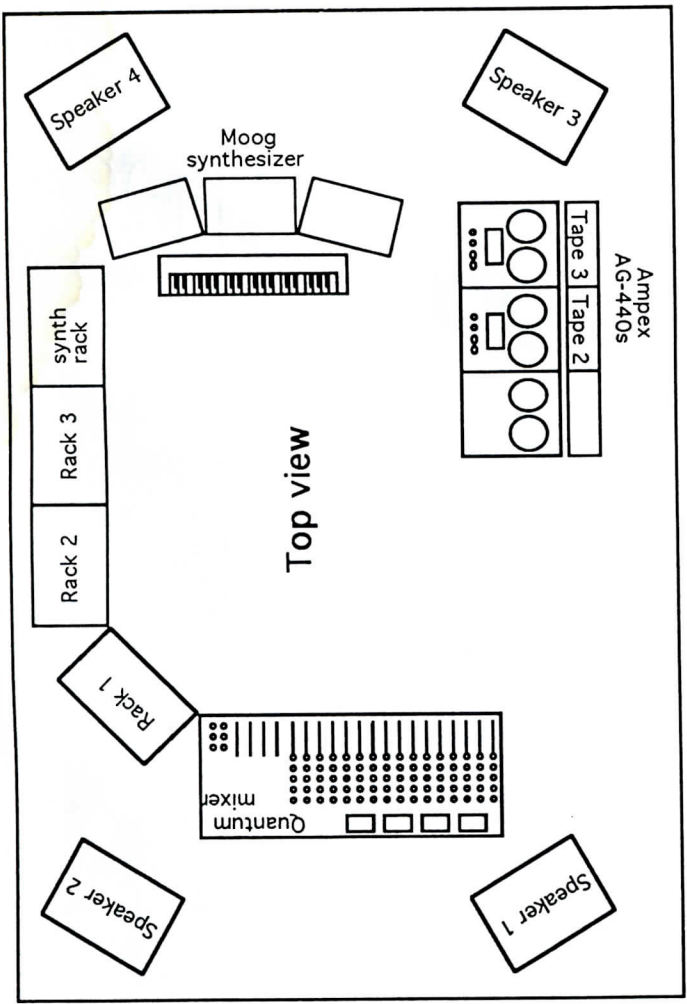 Speaker 4
Speaker 3
Moog
synthesizer
Ampex
AG-440s
Tape 3
Tape 2
synth
rack
Rack 3
Rack 2
Top view
Rack 1
Quantum
mixer
Speaker 2
Speaker 1